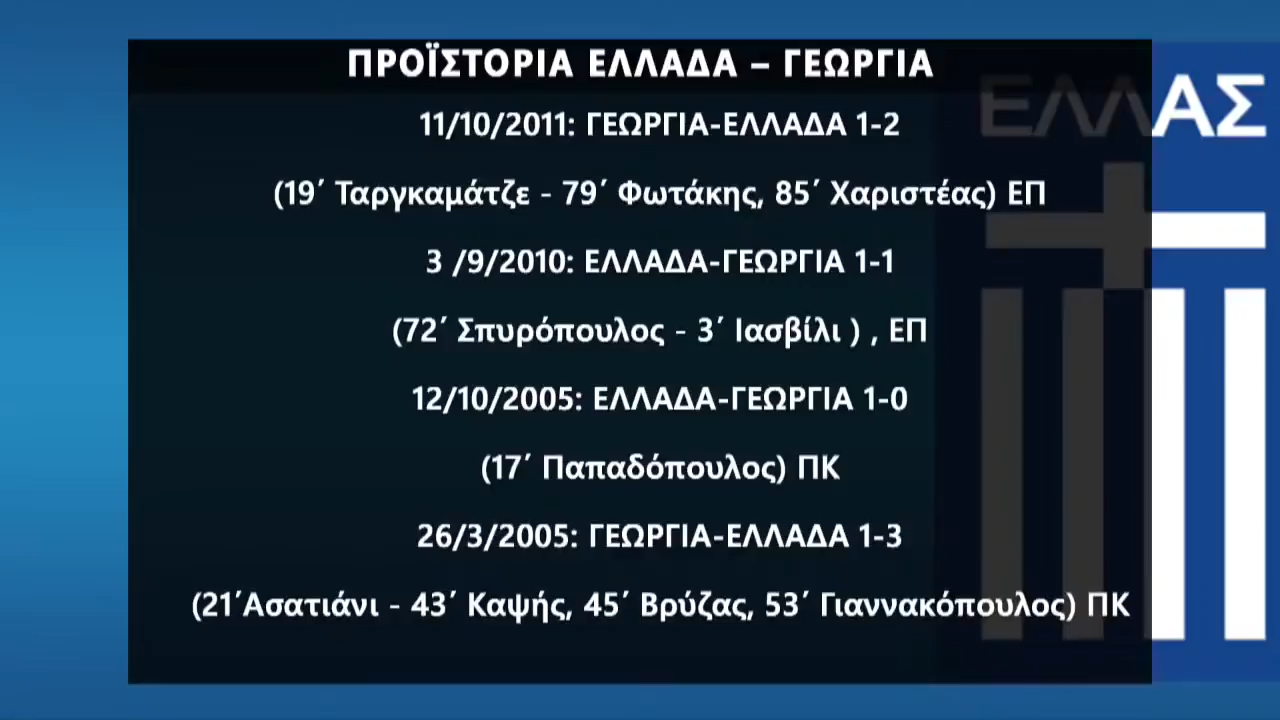 ΠΡΟΪΣΤΟΡΙΑ ΕΛΛΑΔΑ – ΓΕΩΡΓΙΑ
ΕΛΛΑΣ
11/10/2011: ΓΕΩΡΓΙΑ-ΕΛΛΑΔΑ 1-2
(19΄ Ταργκαμάτζε - 79΄ Φωτάκης, 85΄ Χαριστέας) ΕΠ
3 /9/2010: ΕΛΛΑΔΑ-ΓΕΩΡΓΙΑ 1-1
(72΄ Σπυρόπουλος - 3΄ Ιασβίλι ) , ΕΠ
12/10/2005: ΕΛΛΑΔΑ-ΓΕΩΡΓΙΑ 1-0
(17΄ Παπαδόπουλος) ΠΚ
26/3/2005: ΓΕΩΡΓΙΑ-ΕΛΛΑΔΑ 1-3
(21΄Ασατιάνι - 43΄ Καψής, 45΄ Βρύζας, 53΄ Γιαννακόπουλος) ΠΚ